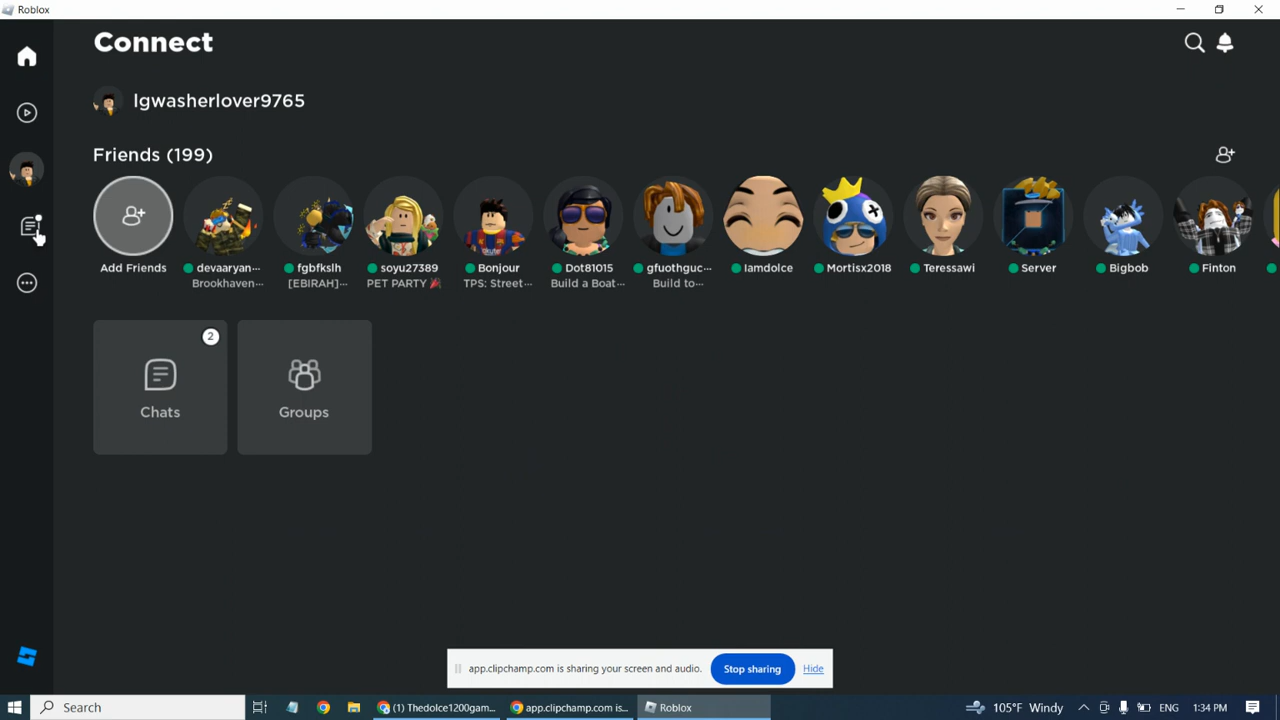 Roblox
Connect
lgwasherlover9765
Friends (199)
Add Friends
devaaryan···
Brookhaven···
fgbfkslh
[EBIRAH]···
soyu27389
PET PARTY 🎉
Bonjour
TPS: Street···
Dot81015
Build a Boat···
gfuothguc···
Build to···
Iamdolce
Mortisx2018
Teressawi
Server
Bigbob
Finton
2
Chats
Groups
app.clipchamp.com is sharing your screen and audio.
Stop sharing
Hide
Search
(1) Thedolce1200gam...
app.clipchamp.com is...
Roblox
105°F Windy
ENG
1:34 PM